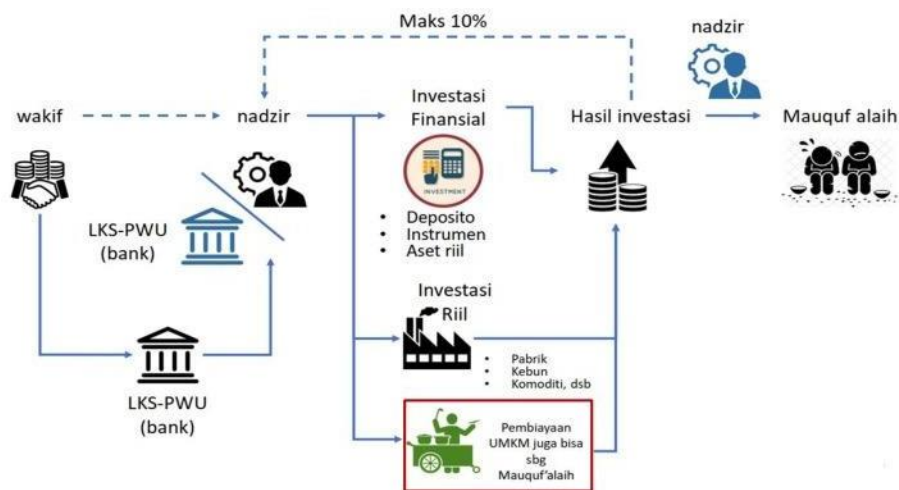 Maks 10%
nadzir
wakif
nadzir
Investasi
Finansial
Hasil investasi
Mauquf alaih
INVESTMENT
LKS-PWU
(bank)
• Deposito
• Instrumen
• Aset riil
Investasi
Riil
• Pabrik
• Kebun
• Komoditi, dsb
LKS-PWU
(bank)
Pembiayaan
UMKM juga bisa
sbg
Mauquf'alaih